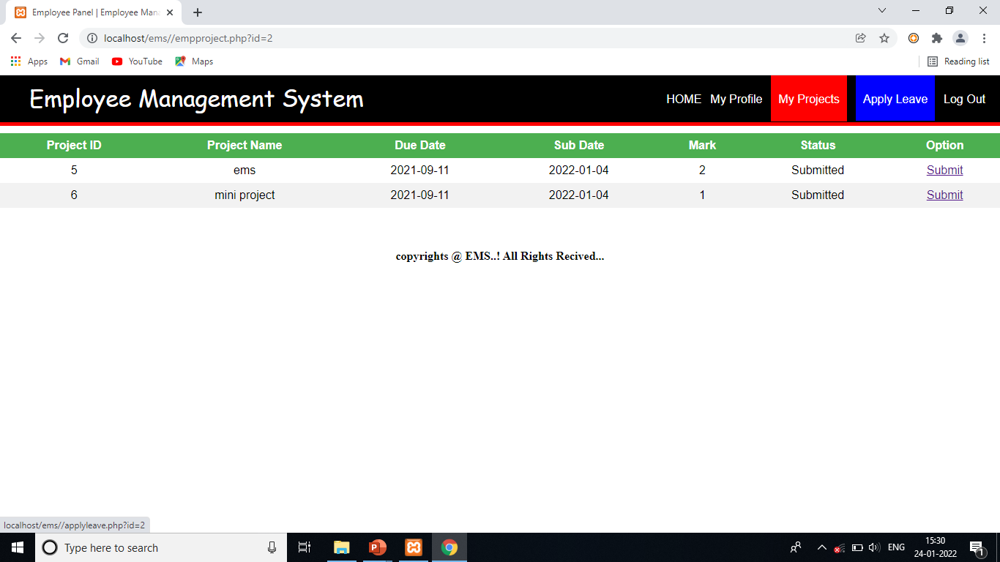 Employee Panel | Employee Mana
localhost/ems//empproject.php?id=2
Apps Gmail YouTube Maps Reading list
Employee Management System HOME My Profile My Projects Apply Leave Log Out
Project ID Project Name Due Date Sub Date Mark Status Option
5 ems 2021-09-11 2022-01-04 2 Submitted Submit
6 mini project 2021-09-11 2022-01-04 1 Submitted Submit
copyrights @ EMS..! All Rights Recived...
localhost/ems//applyleave.php?id=2
Type here to search ENG 15:30
24-01-2022 1